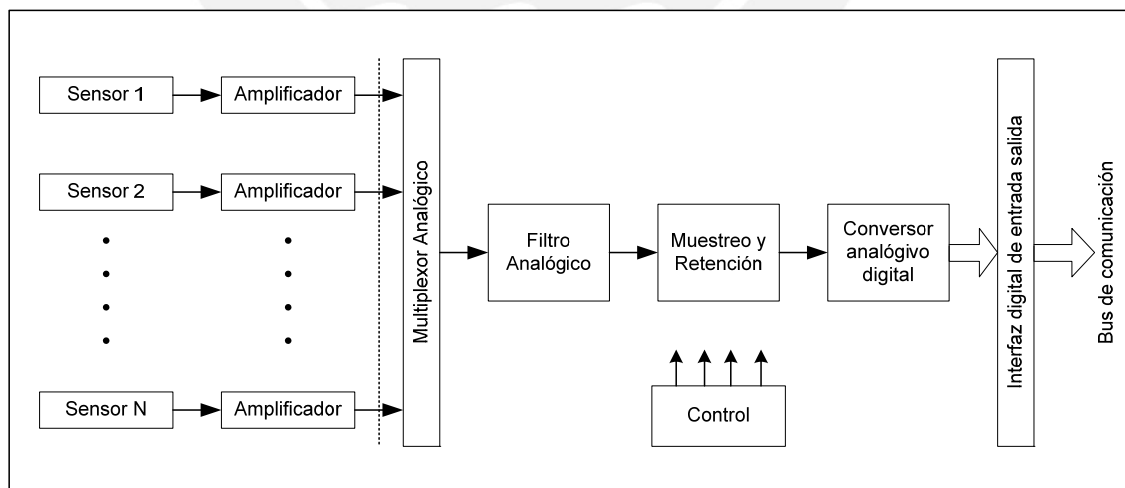 Sensor 1
Amplificador
Sensor 2
Amplificador
Sensor N
Amplificador
Multiplexor Analógico
Filtro
Analógico
Muestreo y
Retención
Conversor
analógivo
digital
Control
Interfaz digital de entrada salida
Bus de comunicación